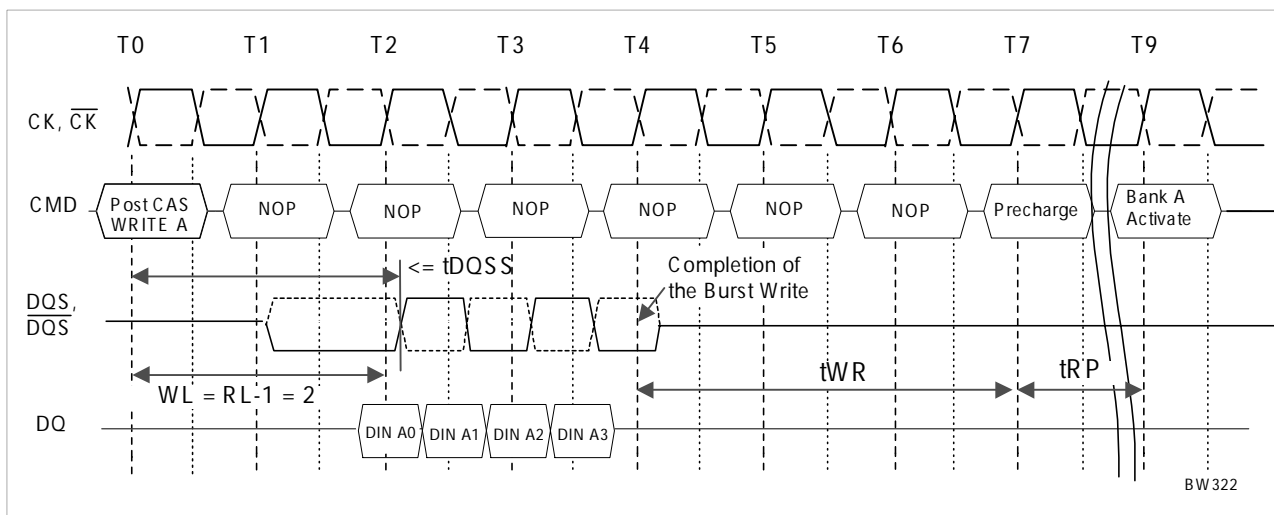 T0 T1 T2 T3 T4 T5 T6 T7 T9
CK, CK
CMD
Post CAS
WRITE A
NOP
NOP
NOP
NOP
NOP
NOP
Precharge
Bank A
Activate
<= tDQSS
Completion of
the Burst Write
DQS,
DQS
WL = RL-1 = 2
tWR
tRP
DQ
DIN A0
DIN A1
DIN A2
DIN A3
BW322